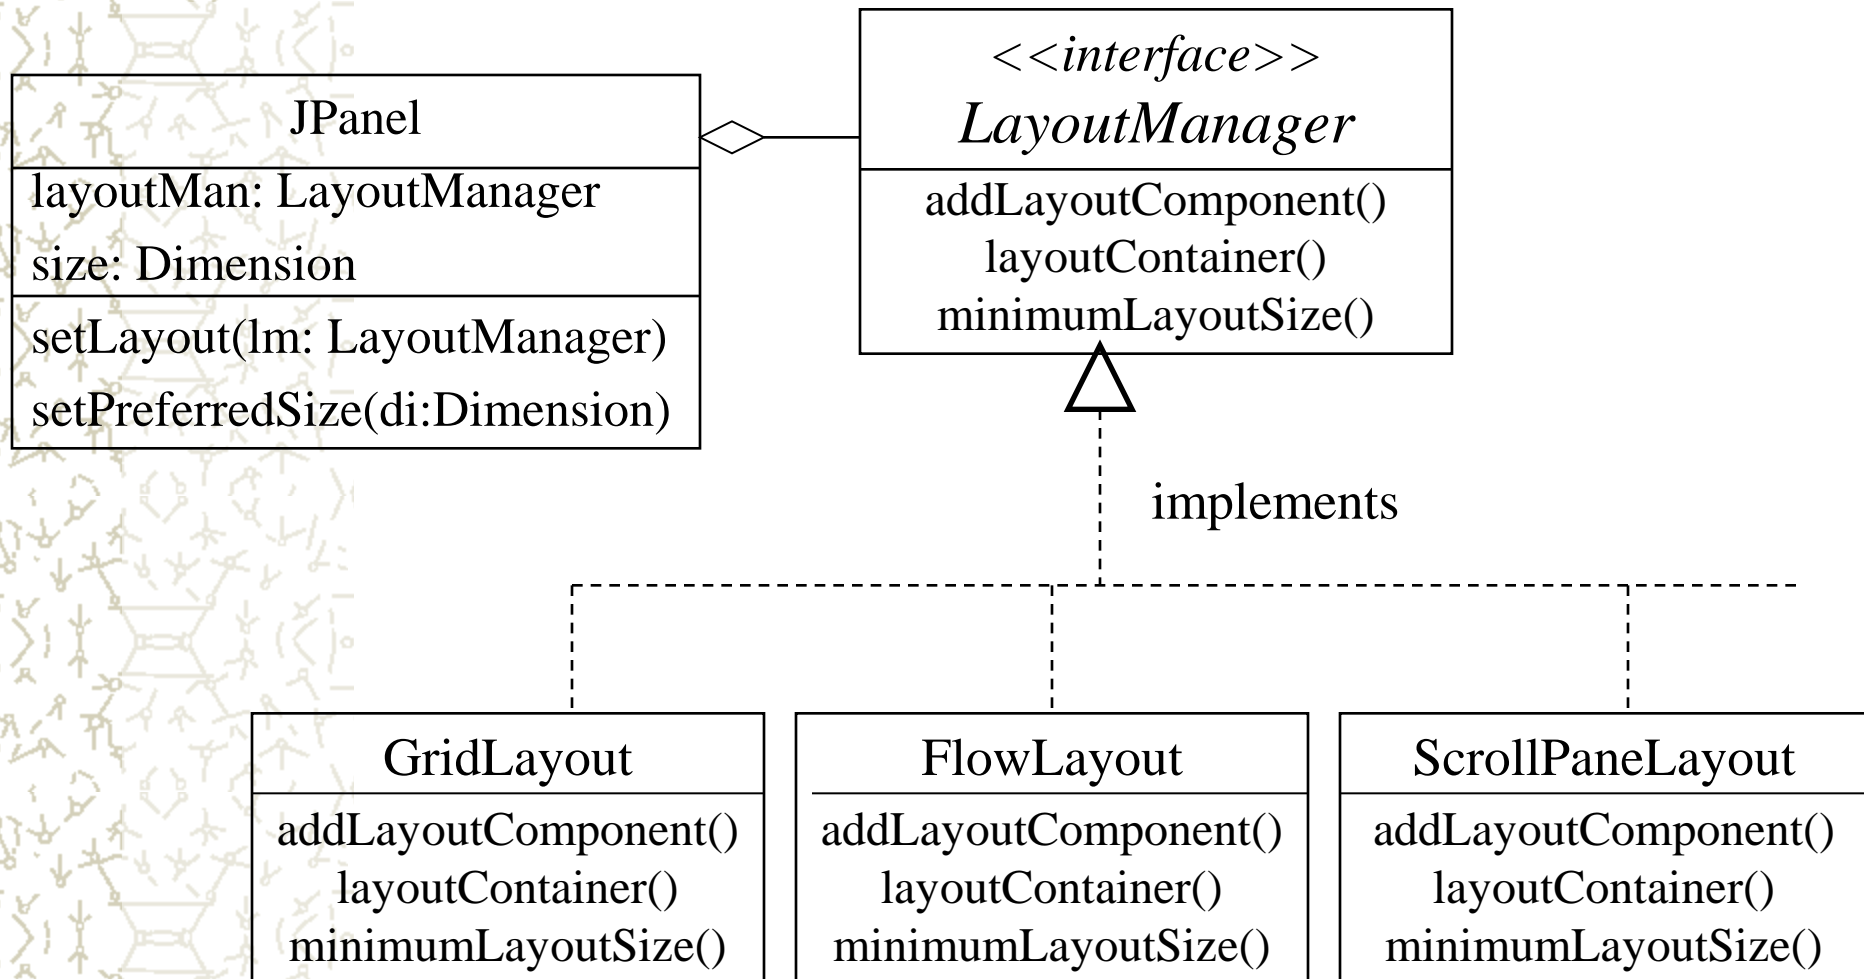 JPanel
layoutMan: LayoutManager
size: Dimension
setLayout(lm: LayoutManager)
setPreferredSize(di:Dimension)
<<interface>>
LayoutManager
addLayoutComponent()
layoutContainer()
minimumLayoutSize()
implements
GridLayout
addLayoutComponent()
layoutContainer()
minimumLayoutSize()
FlowLayout
addLayoutComponent()
layoutContainer()
minimumLayoutSize()
ScrollPaneLayout
addLayoutComponent()
layoutContainer()
minimumLayoutSize()